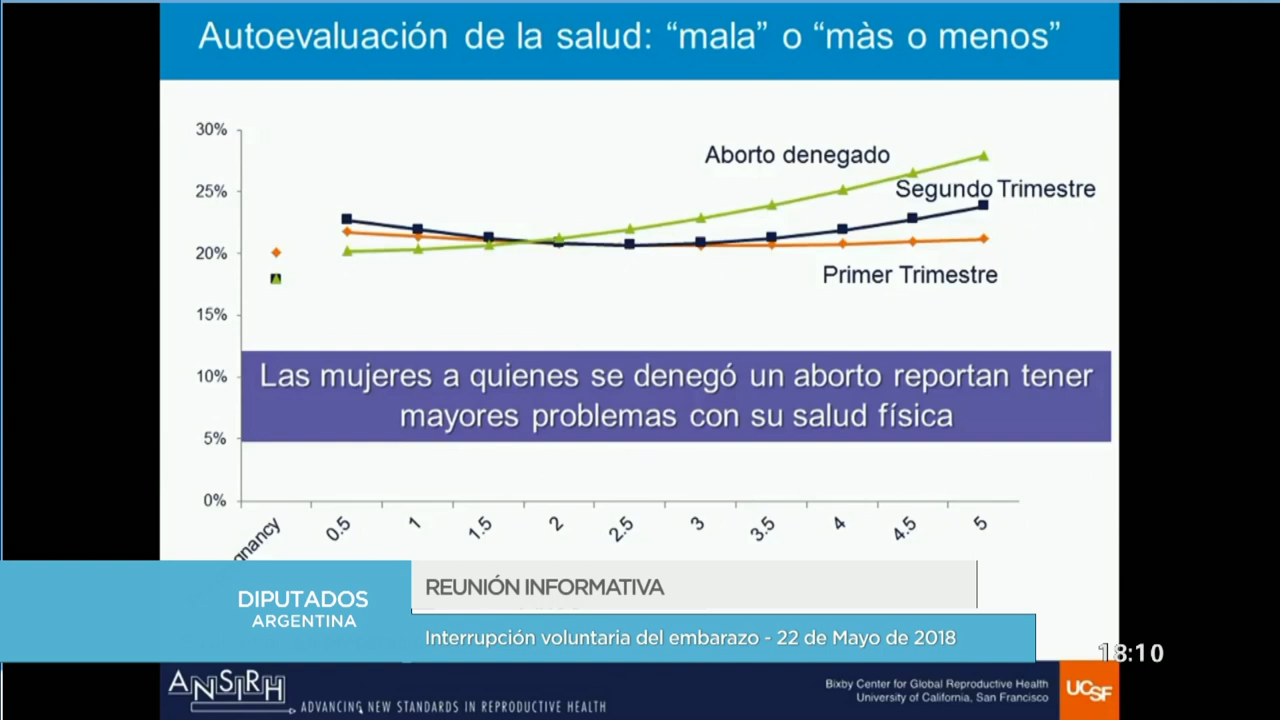 Autoevaluación de la salud: “mala” o “màs o menos”
30%
25%
20%
15%
10%
5%
0%
Aborto denegado
Segundo Trimestre
Primer Trimestre
Las mujeres a quienes se denegó un aborto reportan tener
mayores problemas con su salud física
gnancy 0.5 1 1.5 2 2.5 3 3.5 4 4.5 5
DIPUTADOS
ARGENTINA
REUNIÓN INFORMATIVA
Interrupción voluntaria del embarazo - 22 de Mayo de 2018
18:10
ANSIRH
ADVANCING NEW STANDARDS IN REPRODUCTIVE HEALTH
Bixby Center for Global Reproductive Health
University of California, San Francisco
UCSF